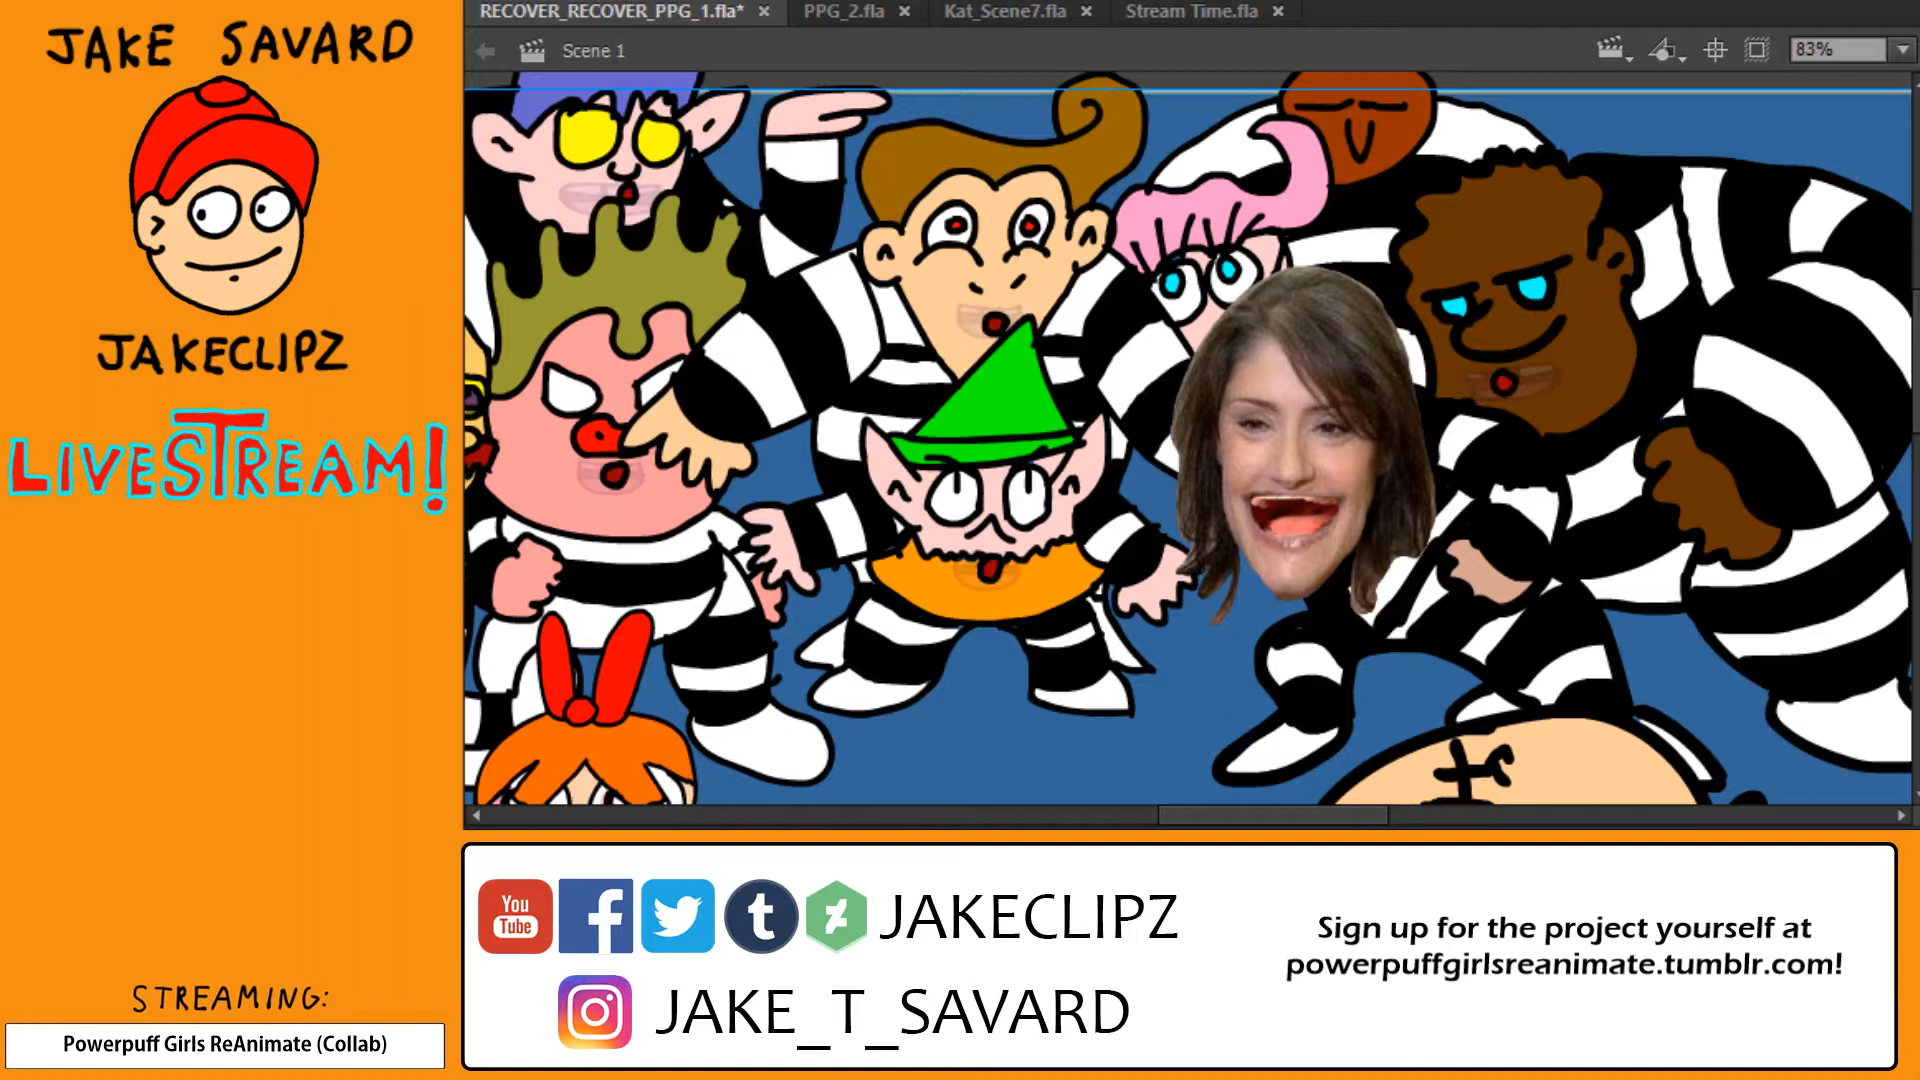 JAKE SAVARD
JAKECLIPZ
LIVESTREAM!
STREAMING:
Powerpuff Girls ReAnimate (Collab)
RECOVER_RECOVER_PPG_1.fla* × PPG_2.fla × Kat_Scene7.fla × Stream Time.fla ×
Scene 1
83%
You
Tube
f
t
JAKECLIPZ
JAKE_T_SAVARD
Sign up for the project yourself at
powerpuffgirlsreanimate.tumblr.com!